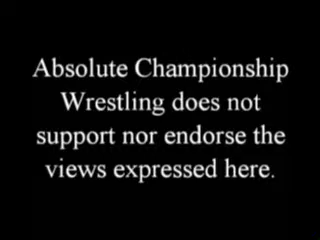 Absolute Championship
Wrestling does not
support nor endorse the
views expressed here.